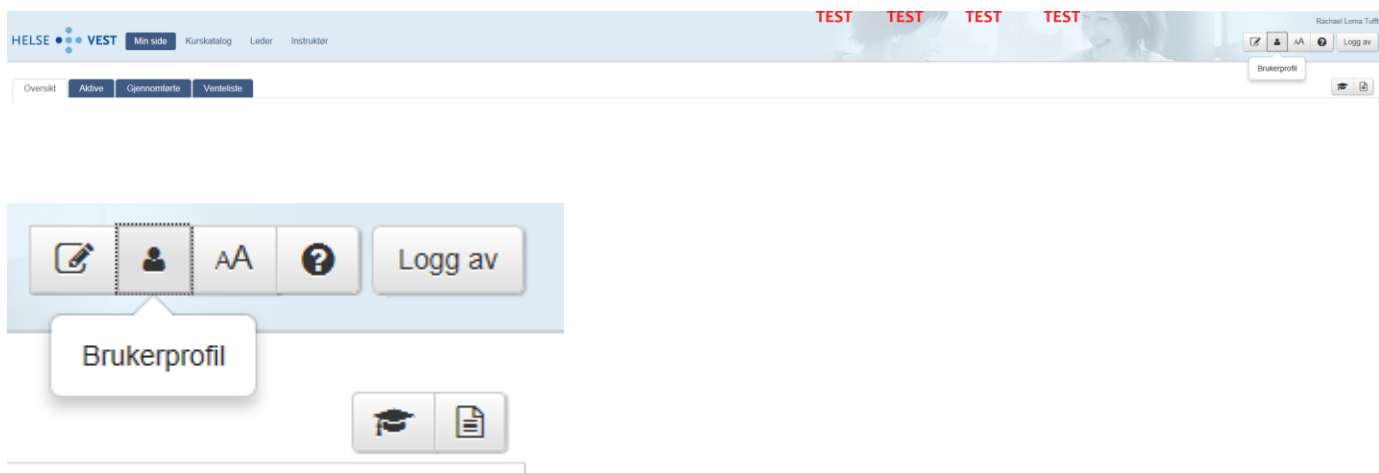 TEST TEST TEST TEST
Rachael Lorna Tufft
HELSE VEST Min side Kurskatalog Leder Instruktør
AA ? Logg av
Brukerprofil
Oversikt Aktive Gjennomførte Venteliste
AA ? Logg av
Brukerprofil